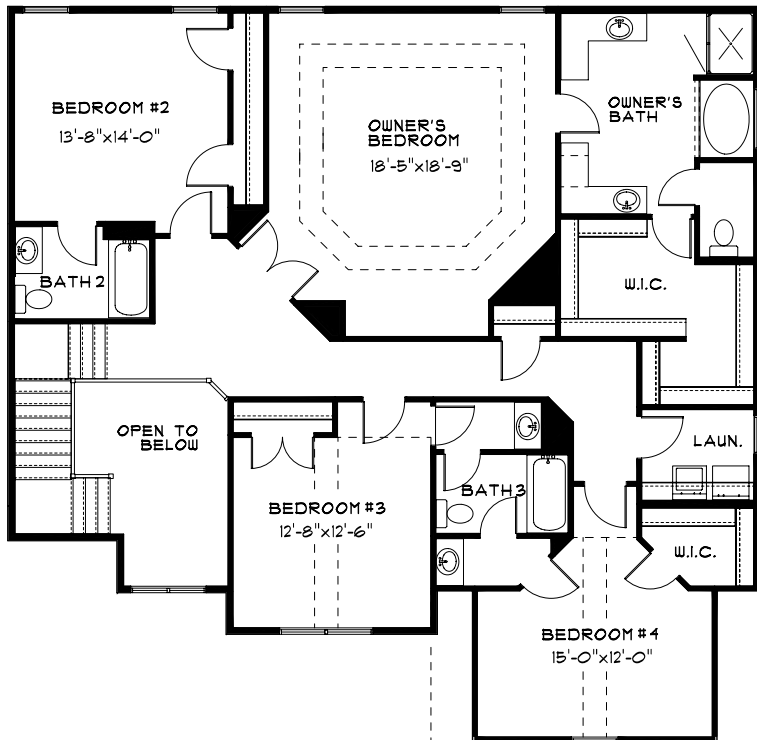 BEDROOM #2
13'-8"x14'-0"
OWNER'S
BEDROOM
18'-5"x18'-9"
OWNER'S
BATH
BATH 2
W.I.C.
OPEN TO
BELOW
LAUN.
BEDROOM #3
12'-8"x12'-6"
BATH 3
W.I.C.
BEDROOM #4
15'-0"x12'-0"